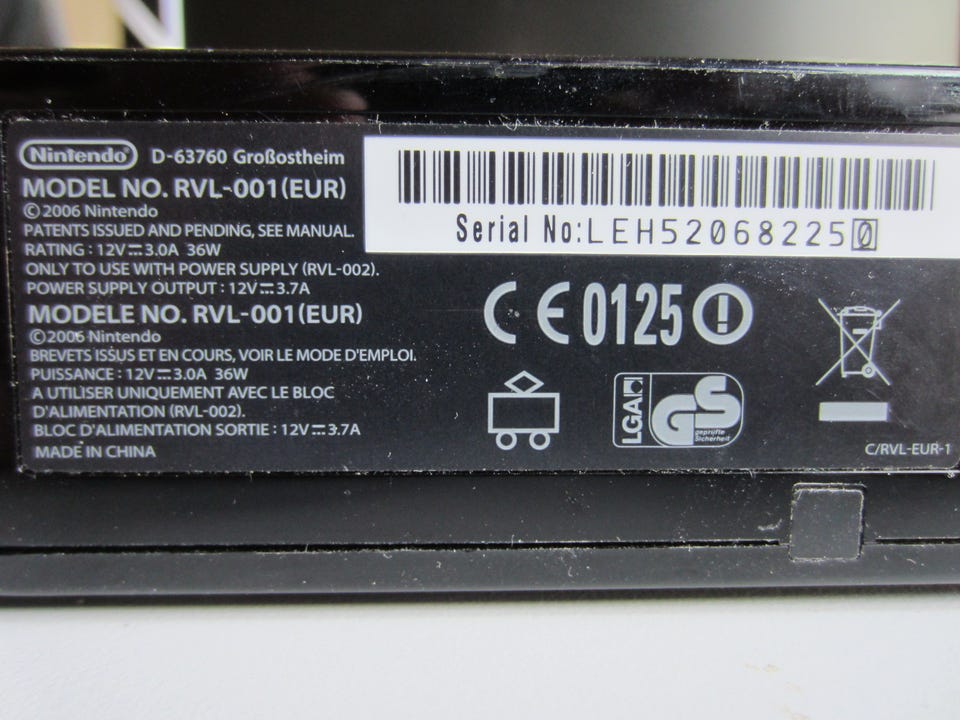 Nintendo D-63760 Großostheim
MODEL NO. RVL-001(EUR)
©2006 Nintendo
PATENTS ISSUED AND PENDING, SEE MANUAL.
RATING : 12V⎓3.0A 36W
ONLY TO USE WITH POWER SUPPLY (RVL-002).
POWER SUPPLY OUTPUT : 12V⎓3.7A
MODELE NO. RVL-001(EUR)
©2006 Nintendo
BREVETS ISSUS ET EN COURS, VOIR LE MODE D'EMPLOI.
PUISSANCE : 12V⎓3.0A 36W
A UTILISER UNIQUEMENT AVEC LE BLOC
D'ALIMENTATION (RVL-002).
BLOC D'ALIMENTATION SORTIE : 12V⎓3.7A
MADE IN CHINA
Serial No:LEH520682250
CE0125!
LGA
GS
geprüfte
Sicherheit
C/RVL-EUR-1